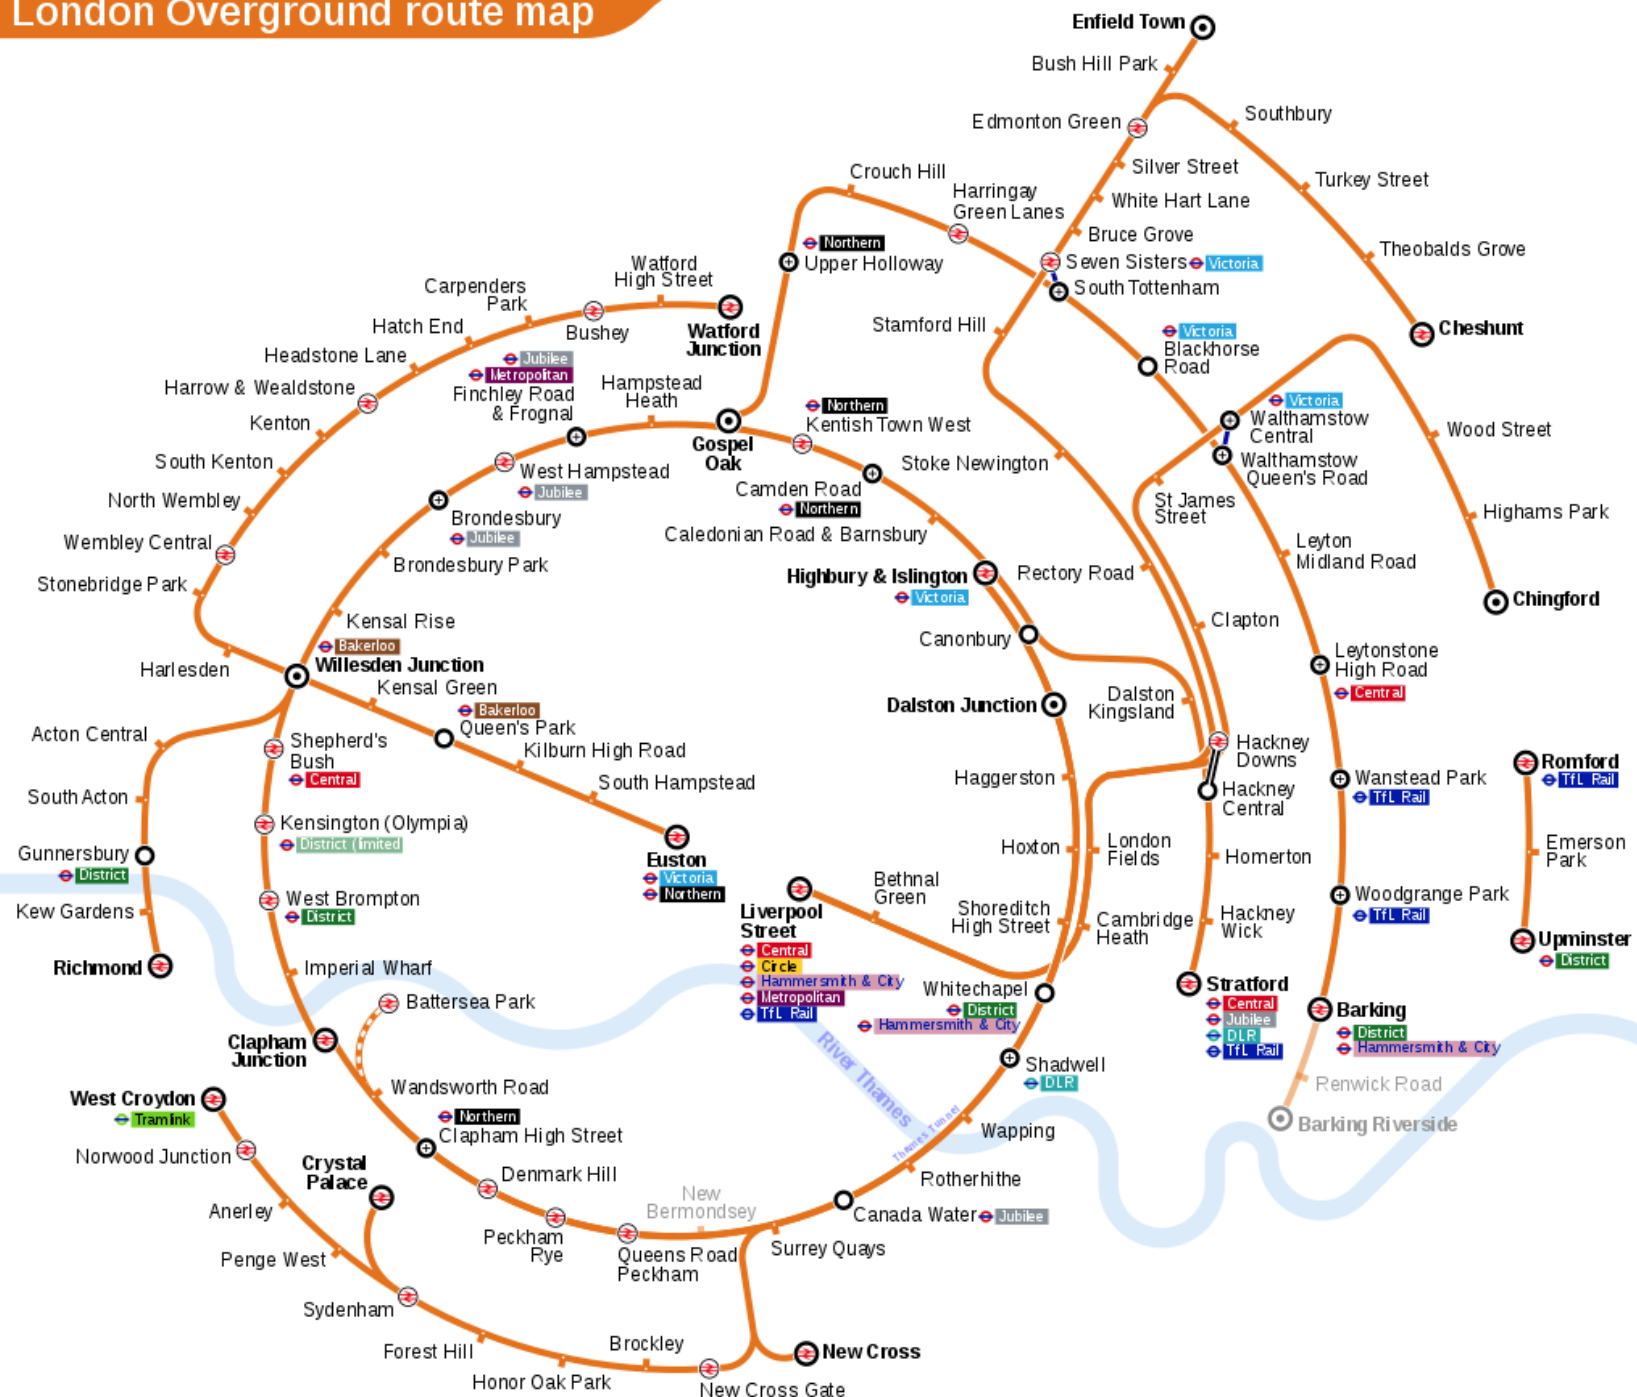 London Overground route map
Enfield Town
Bush Hill Park
Edmonton Green
Southbury
Silver Street
Turkey Street
White Hart Lane
Bruce Grove
Theobalds Grove
Seven Sisters
Victoria
South Tottenham
Cheshunt
Crouch Hill
Harringay
Green Lanes
Northern
Upper Holloway
Stamford Hill
Victoria
Blackhorse
Road
Watford
High Street
Carpenders
Park
Bushey
Watford
Junction
Hatch End
Headstone Lane
Harrow & Wealdstone
Kenton
South Kenton
North Wembley
Wembley Central
Stonebridge Park
Harlesden
Jubilee
Metropolitan
Finchley Road
& Frognal
Hampstead
Heath
Gospel
Oak
Northern
Kentish Town West
West Hampstead
Jubilee
Brondesbury
Jubilee
Brondesbury Park
Kensal Rise
Bakerloo
Willesden Junction
Camden Road
Northern
Caledonian Road & Barnsbury
Highbury & Islington
Victoria
Canonbury
Stoke Newington
Rectory Road
Victoria
Walthamstow
Central
Walthamstow
Queen's Road
St James
Street
Wood Street
Highams Park
Chingford
Leyton
Midland Road
Clapton
Leytonstone
High Road
Central
Kensal Green
Bakerloo
Queen's Park
Kilburn High Road
South Hampstead
Euston
Victoria
Northern
Acton Central
South Acton
Gunnersbury
District
Kew Gardens
Richmond
Shepherd's
Bush
Central
Kensington (Olympia)
District (limited
West Brompton
District
Imperial Wharf
Battersea Park
Clapham
Junction
Wandsworth Road
Northern
Clapham High Street
Denmark Hill
Peckham
Rye
Queens Road
Peckham
New
Bermondsey
Surrey Quays
Dalston Junction
Dalston
Kingsland
Hackney
Downs
Hackney
Central
Haggerston
Hoxton
London
Fields
Homerton
Shoreditch
High Street
Cambridge
Heath
Hackney
Wick
Bethnal
Green
Liverpool
Street
Central
Circle
Hammersmith & City
Metropolitan
TfL Rail
Whitechapel
District
Hammersmith & City
Stratford
Central
Jubilee
DLR
TfL Rail
Wanstead Park
TfL Rail
Woodgrange Park
TfL Rail
Barking
District
Hammersmith & City
Renwick Road
Barking Riverside
Romford
TfL Rail
Emerson
Park
Upminster
District
River Thames
Thames Tunnel
Shadwell
DLR
Wapping
Rotherhithe
Canada Water
Jubilee
West Croydon
Tramlink
Norwood Junction
Crystal
Palace
Anerley
Penge West
Sydenham
Forest Hill
Honor Oak Park
Brockley
New Cross Gate
New Cross